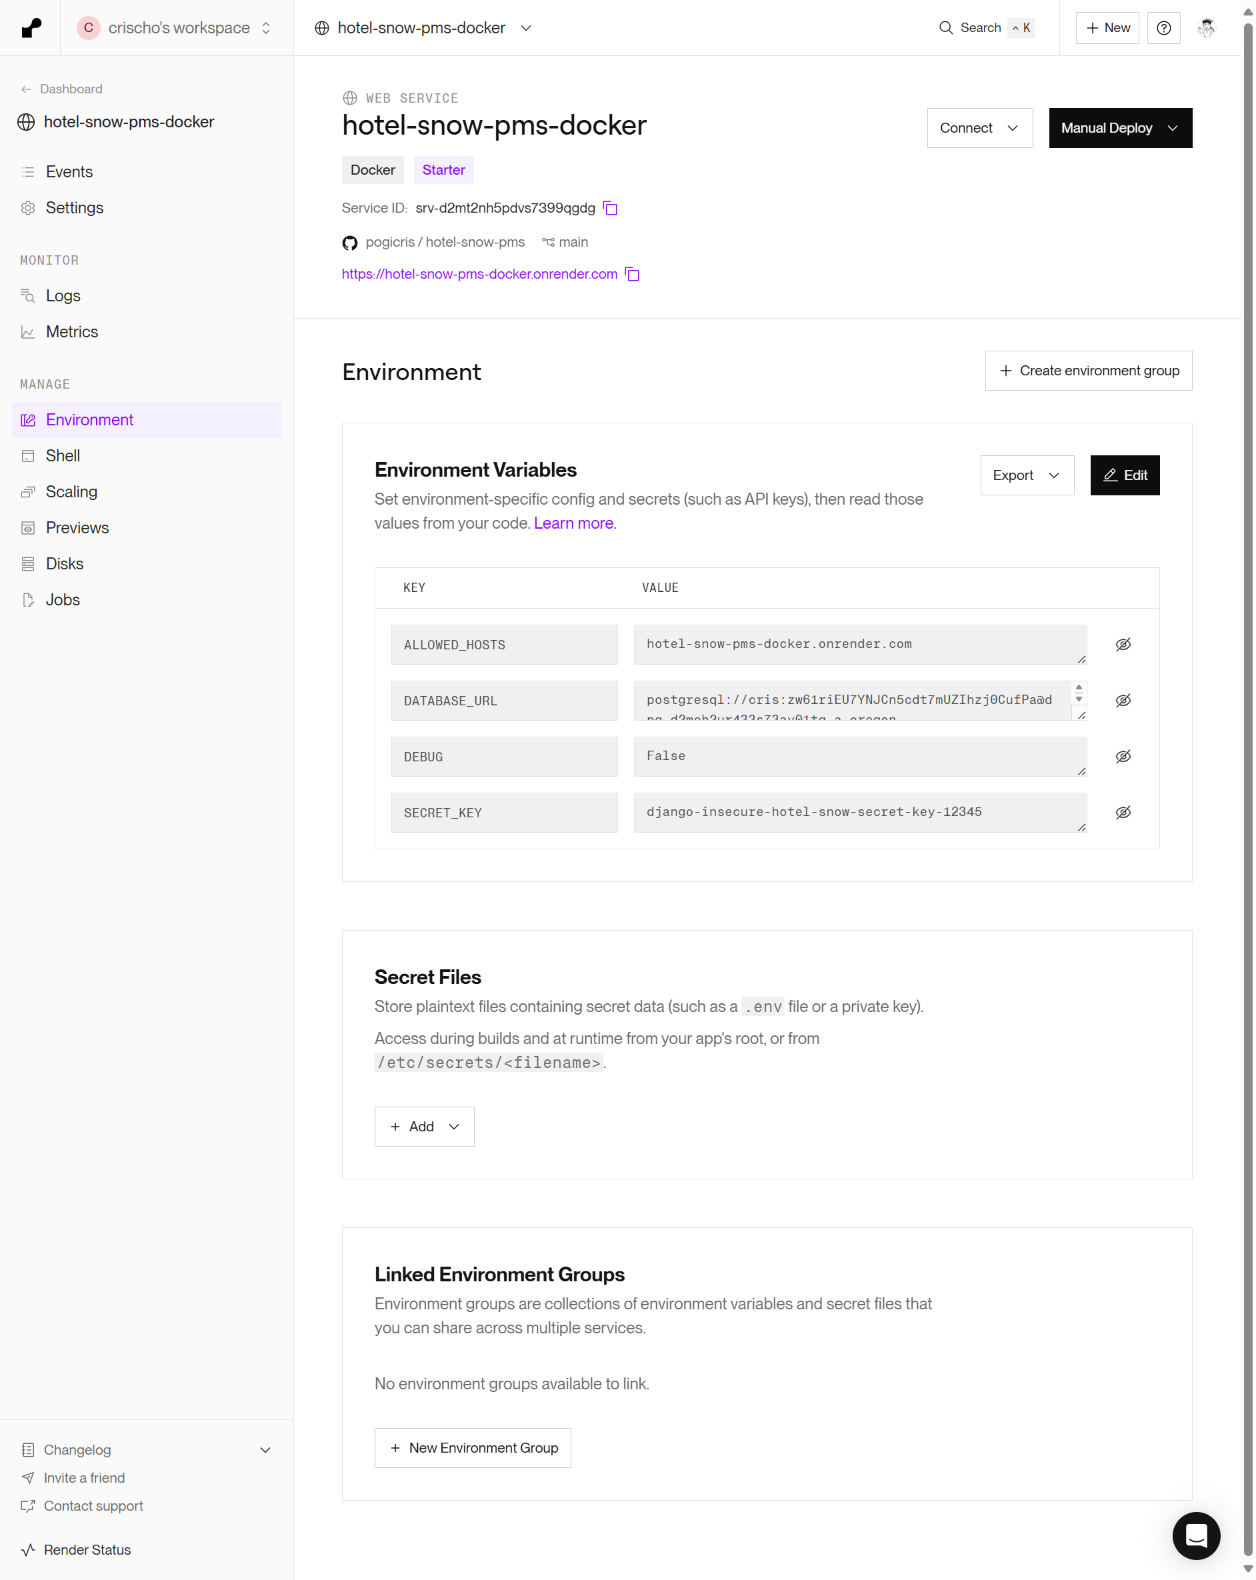 C crischo's workspace
hotel-snow-pms-docker
Search ^ K
+ New
← Dashboard
hotel-snow-pms-docker
Events
Settings
MONITOR
Logs
Metrics
MANAGE
Environment
Shell
Scaling
Previews
Disks
Jobs
Changelog
Invite a friend
Contact support
Render Status
WEB SERVICE
hotel-snow-pms-docker
Connect
Manual Deploy
Docker Starter
Service ID: srv-d2mt2nh5pdvs7399qgdg
pogicris / hotel-snow-pms main
https://hotel-snow-pms-docker.onrender.com
Environment
+ Create environment group
Environment Variables
Export
Edit
Set environment-specific config and secrets (such as API keys), then read those
values from your code. Learn more.
KEY VALUE
ALLOWED_HOSTS hotel-snow-pms-docker.onrender.com
DATABASE_URL postgresql://cris:zw61riEU7YNJCn5cdt7mUZIhzj0CufPa@d
DEBUG False
SECRET_KEY django-insecure-hotel-snow-secret-key-12345
Secret Files
Store plaintext files containing secret data (such as a .env file or a private key).
Access during builds and at runtime from your app's root, or from
/etc/secrets/<filename>.
+ Add
Linked Environment Groups
Environment groups are collections of environment variables and secret files that
you can share across multiple services.
No environment groups available to link.
+ New Environment Group